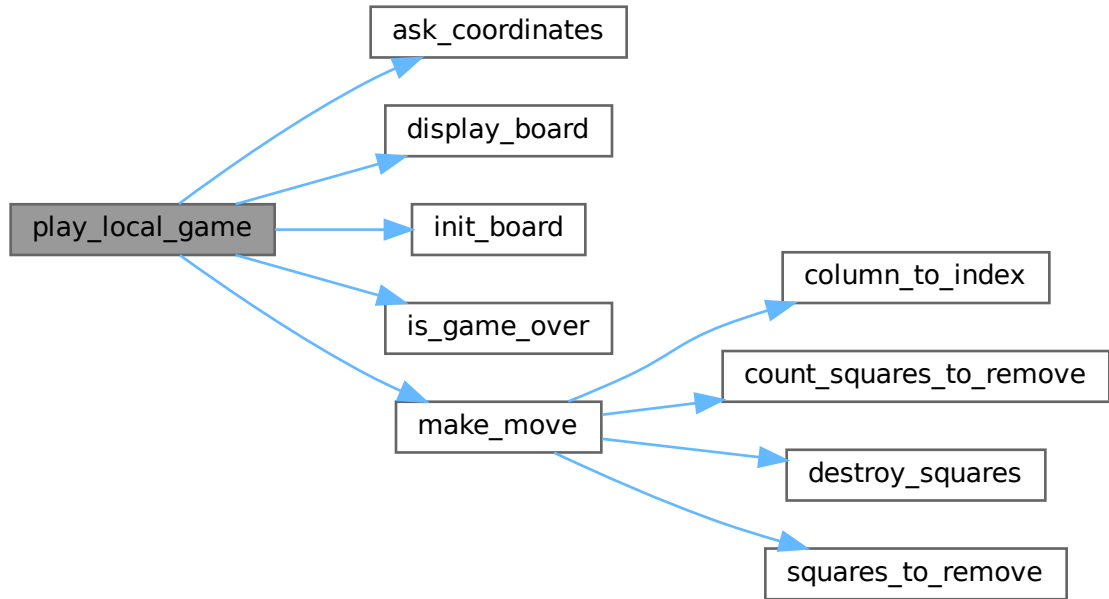 ask_coordinates
display_board
play_local_game
init_board
column_to_index
is_game_over
count_squares_to_remove
make_move
destroy_squares
squares_to_remove